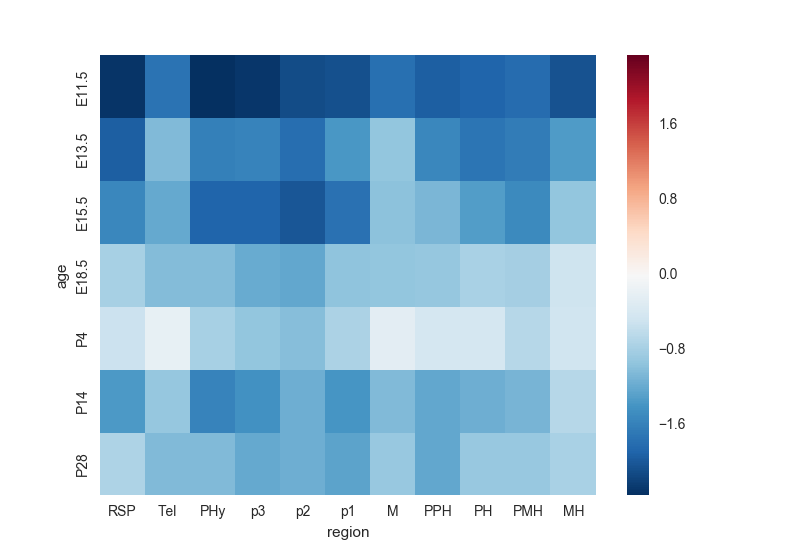 E11.5
E13.5
E15.5
E18.5
P4
P14
P28
age
RSP Tel PHy p3 p2 p1 M PPH PH PMH MH
region
1.6
0.8
0.0
−0.8
−1.6